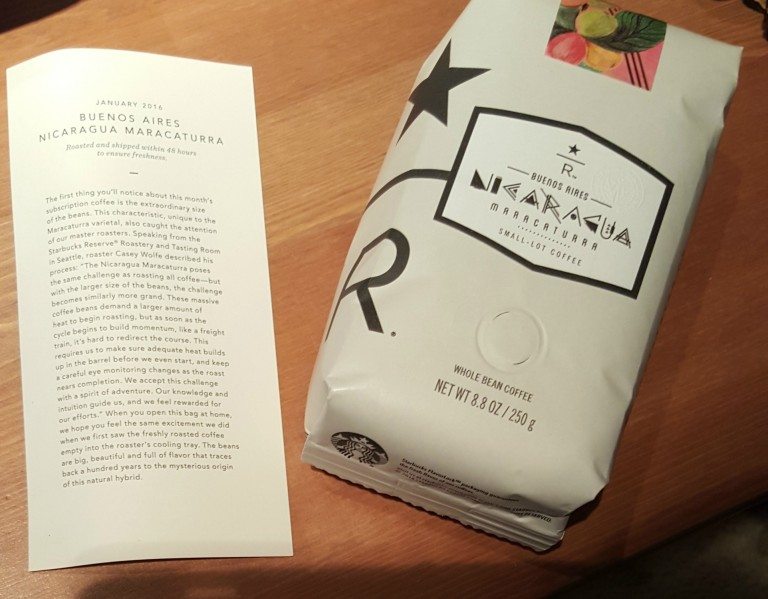 JANUARY 2016
BUENOS AIRES
NICARAGUA MARACATURRA
Roasted and shipped within 48 hours
to ensure freshness.
—
The first thing you'll notice about this month's
subscription coffee is the extraordinary size
of the beans. This characteristic, unique to the
Maracaturra varietal, also caught the attention
of our master roasters. Speaking from the
Starbucks Reserve® Roastery and Tasting Room
in Seattle, roaster Casey Wolfe described his
process: "The Nicaragua Maracaturra poses
the same challenge as roasting all coffee—but
with the larger size of the beans, the challenge
becomes similarly more grand. These massive
coffee beans demand a larger amount of
heat to begin roasting, but as soon as the
cycle begins to build momentum, like a freight
train, it's hard to redirect the course. This
requires us to make sure adequate heat builds
up in the barrel before we even start, and keep
a careful eye monitoring changes as the roast
nears completion. We accept this challenge
with a spirit of adventure. Our knowledge and
intuition guide us, and we feel rewarded for
our efforts." When you open this bag at home,
we hope you feel the same excitement we did
when we first saw the freshly roasted coffee
empty into the roaster's cooling tray. The beans
are big, beautiful and full of flavor that traces
back a hundred years to the mysterious origin
of this natural hybrid.
R™
BUENOS AIRES
NICARAGUA
MARACATURRA
SMALL-LOT COFFEE
R®
WHOLE BEAN COFFEE
NET WT 8.8 OZ / 250 g
Starbucks FlavorLock™ packaging